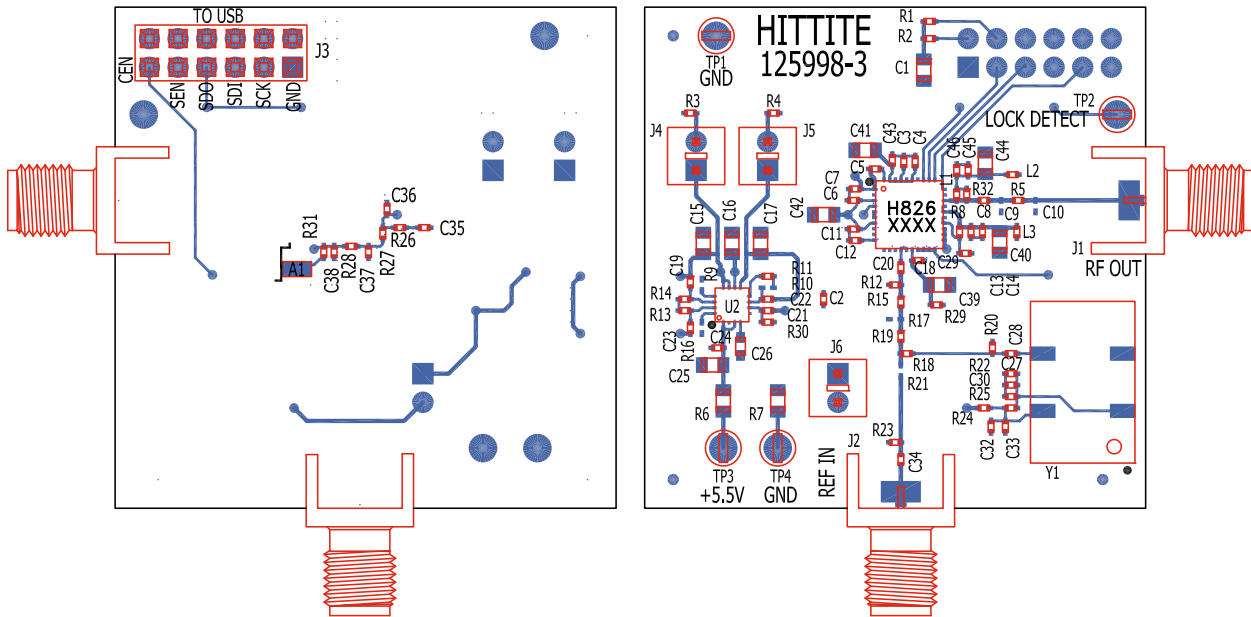 TO USB
J3
CEN
SEN
SDO
SDI
SCK
GND
C36
R31
R26
C35
A1
C38
R28
C37
R27
HITTITE
125998-3
TP1
GND
R1
R2
C1
TP2
LOCK DETECT
R3
R4
J4
J5
C41
C43
C3
C4
C5
C7
C6
C42
C11
C12
H826
XXXX
L1
C46
C45
C44
L2
R32
R5
R8
C8
C9
C10
L3
C40
J1
RF OUT
C15
C16
C17
C19
R9
R11
R10
R14
R13
U2
C22
C21
R30
C23
R16
C24
C25
C26
C2
C20
C18
C29
R12
R15
C39
R29
C13
C14
R17
R19
R18
R21
R20
C28
R22
C27
C30
R25
R24
C32
C33
Y1
J6
R6
R7
TP3
+5.5V
TP4
GND
REF IN
J2
R23
C34